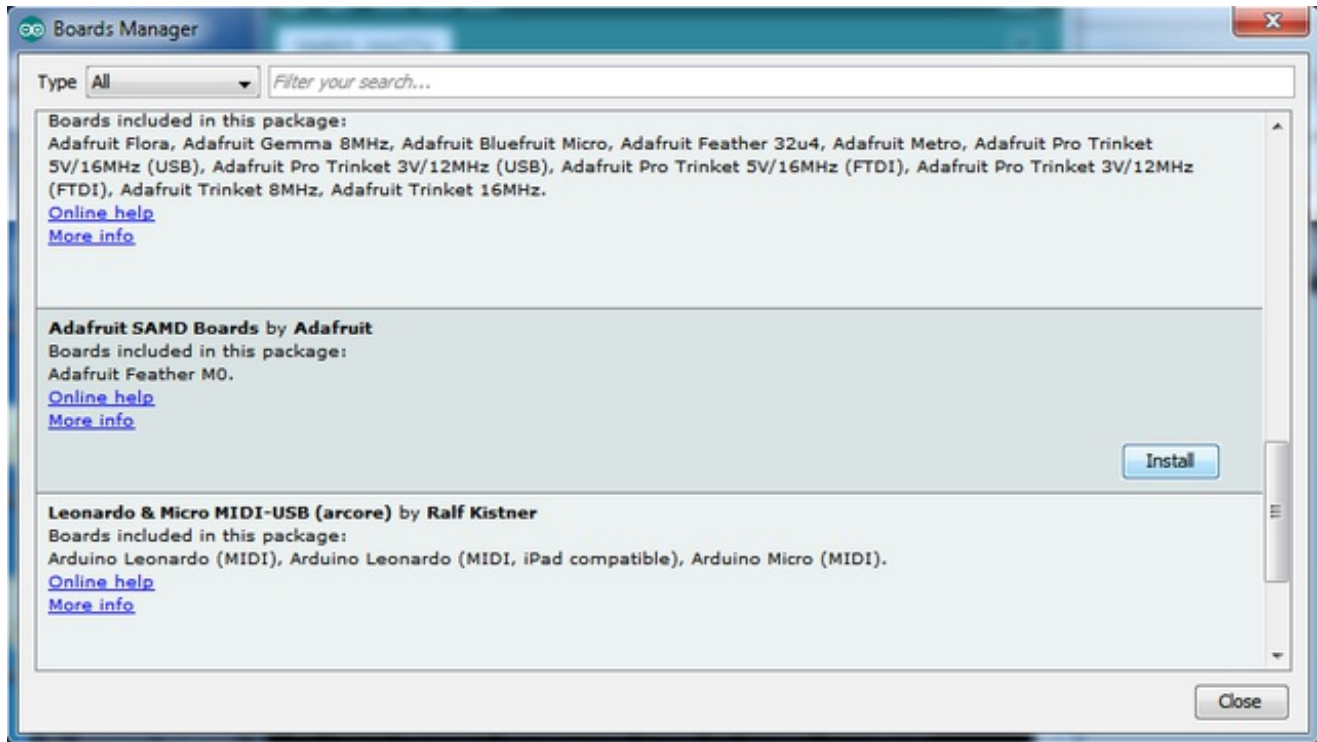 Boards Manager
Type All Filter your search...
Boards included in this package:
Adafruit Flora, Adafruit Gemma 8MHz, Adafruit Bluefruit Micro, Adafruit Feather 32u4, Adafruit Metro, Adafruit Pro Trinket
5V/16MHz (USB), Adafruit Pro Trinket 3V/12MHz (USB), Adafruit Pro Trinket 5V/16MHz (FTDI), Adafruit Pro Trinket 3V/12MHz
(FTDI), Adafruit Trinket 8MHz, Adafruit Trinket 16MHz.
Online help
More info
Adafruit SAMD Boards by Adafruit
Boards included in this package:
Adafruit Feather M0.
Online help
More info
Install
Leonardo & Micro MIDI-USB (arcore) by Ralf Kistner
Boards included in this package:
Arduino Leonardo (MIDI), Arduino Leonardo (MIDI, iPad compatible), Arduino Micro (MIDI).
Online help
More info
Close